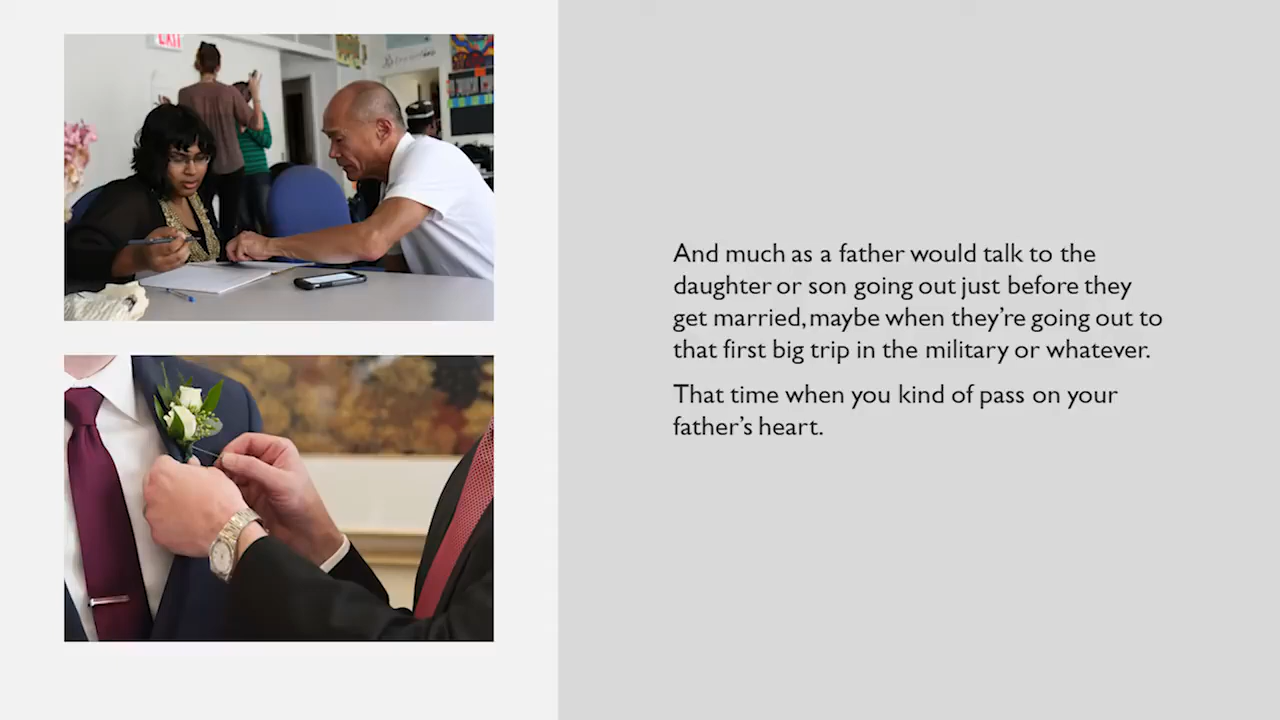 EXIT
And much as a father would talk to the
daughter or son going out just before they
get married, maybe when they're going out to
that first big trip in the military or whatever.
That time when you kind of pass on your
father's heart.